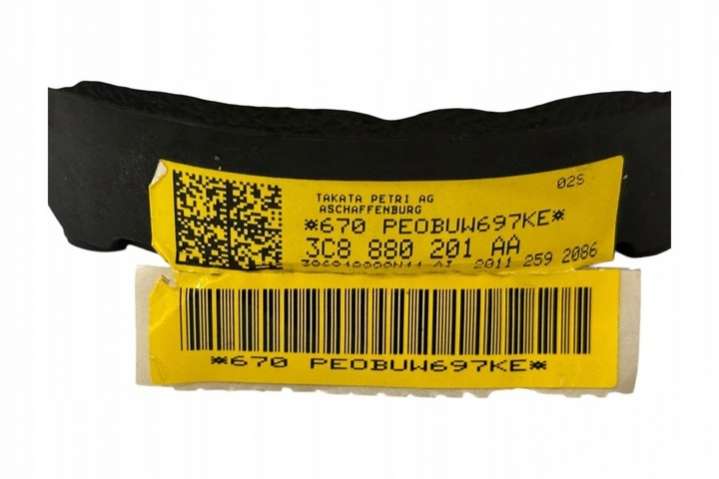 02S
TAKATA PETRI AG
ASCHAFFENBURG
*670 PEOBUW697KE*
3C8 880 201 AA
2011 259 2086
*670 PEOBUW697KE*